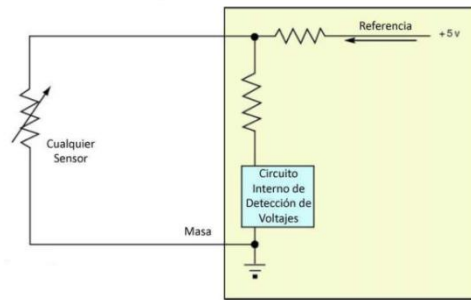 Referencia
+5 v
Cualquier
Sensor
Circuito
Interno de
Detección de
Voltajes
Masa